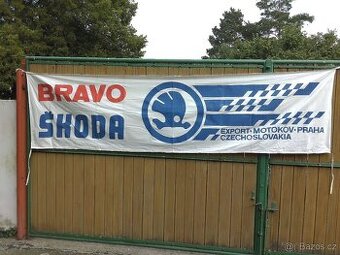 BRAVO
ŠKODA
EXPORT-MOTOKOV-PRAHA
CZECHOSLOVAKIA
© Bazos.cz